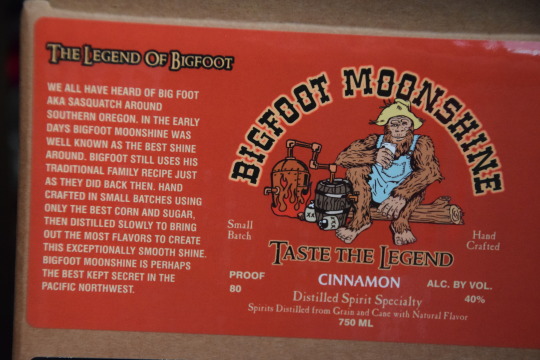 THE LEGEND OF BIGFOOT
WE ALL HAVE HEARD OF BIG FOOT
AKA SASQUATCH AROUND
SOUTHERN OREGON. IN THE EARLY
DAYS BIGFOOT MOONSHINE WAS
WELL KNOWN AS THE BEST SHINE
AROUND. BIGFOOT STILL USES HIS
TRADITIONAL FAMILY RECIPE JUST
AS THEY DID BACK THEN. HAND
CRAFTED IN SMALL BATCHES USING
ONLY THE BEST CORN AND SUGAR,
THEN DISTILLED SLOWLY TO BRING
OUT THE MOST FLAVORS TO CREATE
THIS EXCEPTIONALLY SMOOTH SHINE.
BIGFOOT MOONSHINE IS PERHAPS
THE BEST KEPT SECRET IN THE
PACIFIC NORTHWEST.
BIGFOOT MOONSHINE
Small
Batch
Hand
Crafted
TASTE THE LEGEND
PROOF
80
CINNAMON
ALC. BY VOL.
40%
Distilled Spirit Specialty
Spirits Distilled from Grain and Cane with Natural Flavor
750 ML